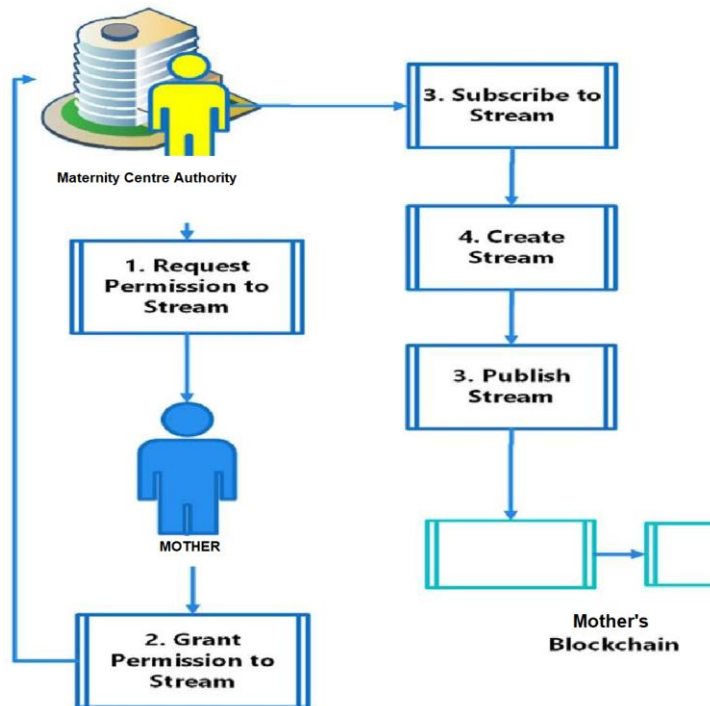 Maternity Centre Authority
1. Request
Permission to
Stream
MOTHER
2. Grant
Permission to
Stream
3. Subscribe to
Stream
4. Create
Stream
3. Publish
Stream
Mother's
Blockchain